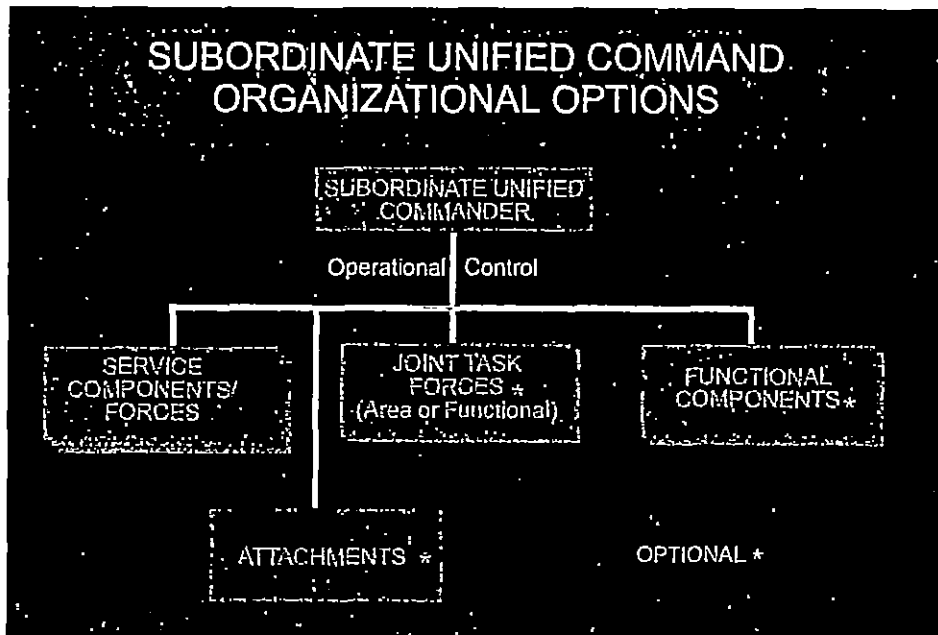 SUBORDINATE UNIFIED COMMAND
ORGANIZATIONAL OPTIONS
SUBORDINATE UNIFIED
COMMANDER
Operational Control
SERVICE
COMPONENTS/
FORCES
JOINT TASK
FORCES *
(Area or Functional)
FUNCTIONAL
COMPONENTS *
ATTACHMENTS *
OPTIONAL *